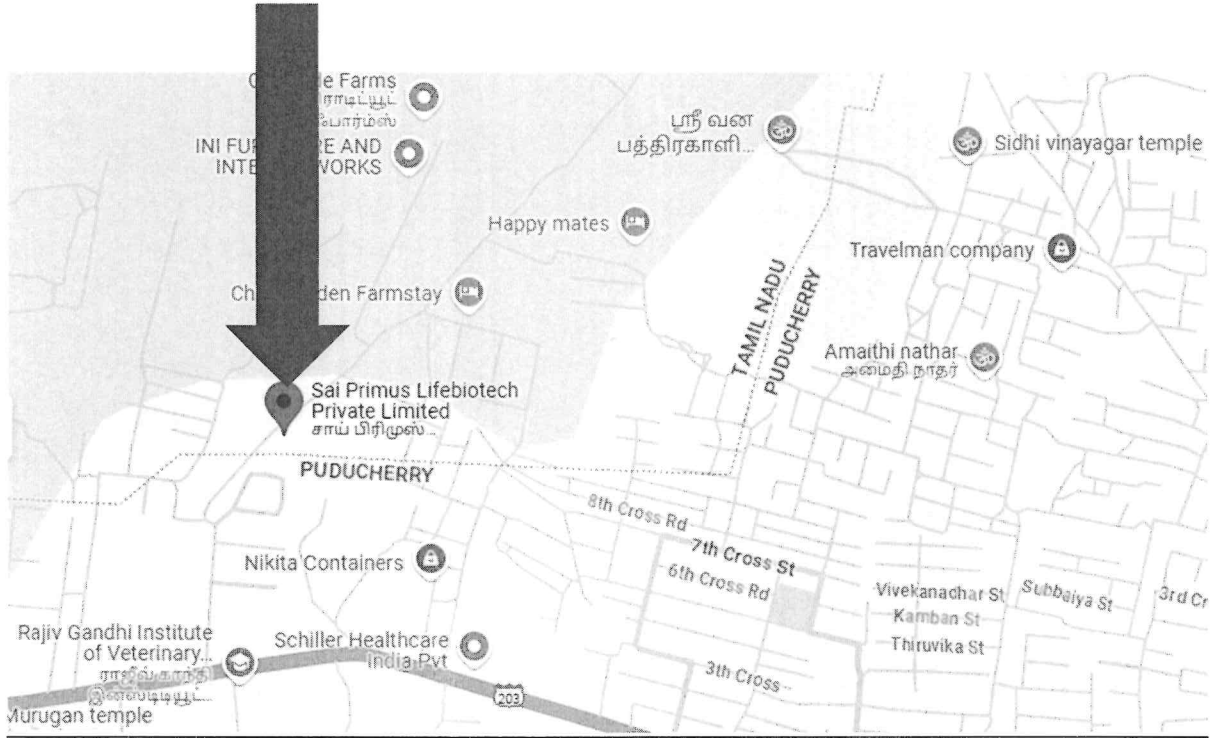 de Farms
ராடிட்யூட்
போர்ம்ஸ்
INI FUR RE AND
INTE WORKS
ஸ்ரீ வன
பத்திரகாளி...
Sidhi vinayagar temple
Happy mates
Travelman company
Ch den Farmstay
TAMIL NADU
PUDUCHERRY
Amaithi nathar
அமைதி நாதர்
Sai Primus Lifebiotech
Private Limited
சாய் பிரிமுஸ்...
PUDUCHERRY
8th Cross Rd
7th Cross St
6th Cross Rd
Nikita Containers
Vivekanadhar St
Subbaiya St
3rd Cr
Kamban St
Thiruvika St
Rajiv Gandhi Institute
of Veterinary...
ராஜீவ் காந்தி
இன்ஸ்டிடியூட்...
Schiller Healthcare
India Pvt
3th Cross
203
Murugan temple